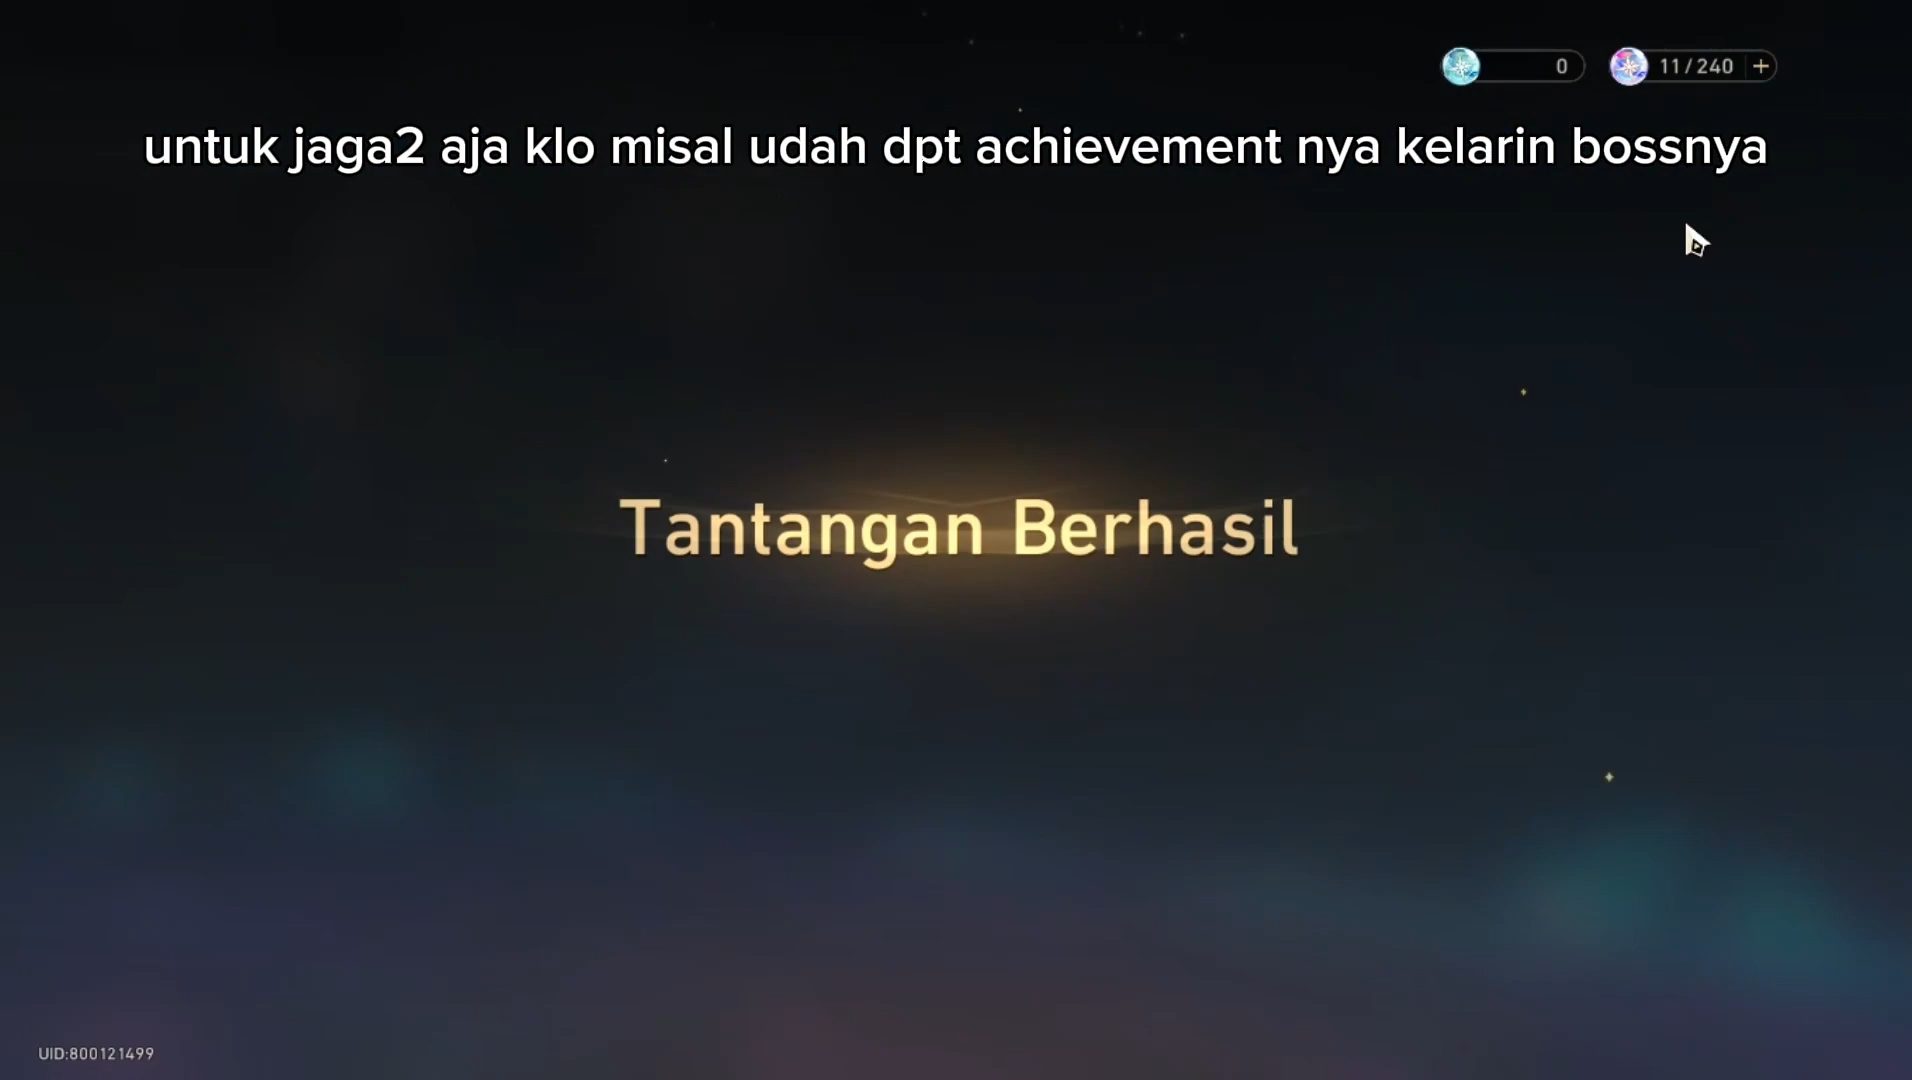 0
11/240 +
untuk jaga2 aja klo misal udah dpt achievement nya kelarin bossnya
Tantangan Berhasil
UID:800121499